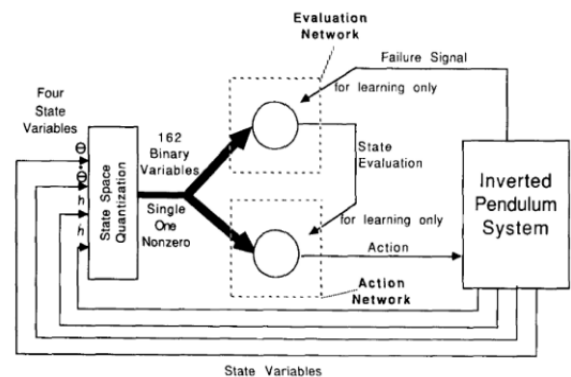 Evaluation
Network
Failure Signal
for learning only
Four
State
Variables
162
Binary
Variables
State
Evaluation
Θ
Θ̇
h
ḣ
State Space
Quantization
Single
One
Nonzero
Inverted
Pendulum
System
for learning only
Action
Action
Network
State Variables